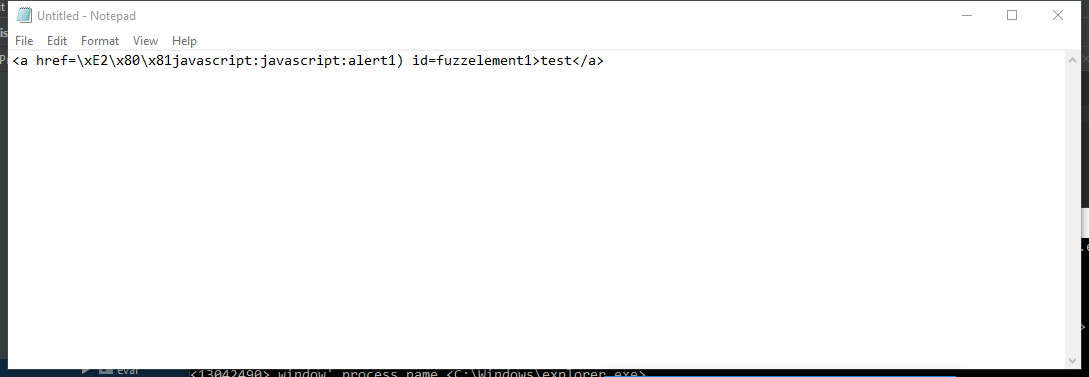 Untitled - Notepad
File Edit Format View Help
<a href=\xE2\x80\x81javascript:javascript:alert1) id=fuzzelement1>test</a>
eval
<13042490> window' process name <C:\Windows\explorer.exe>